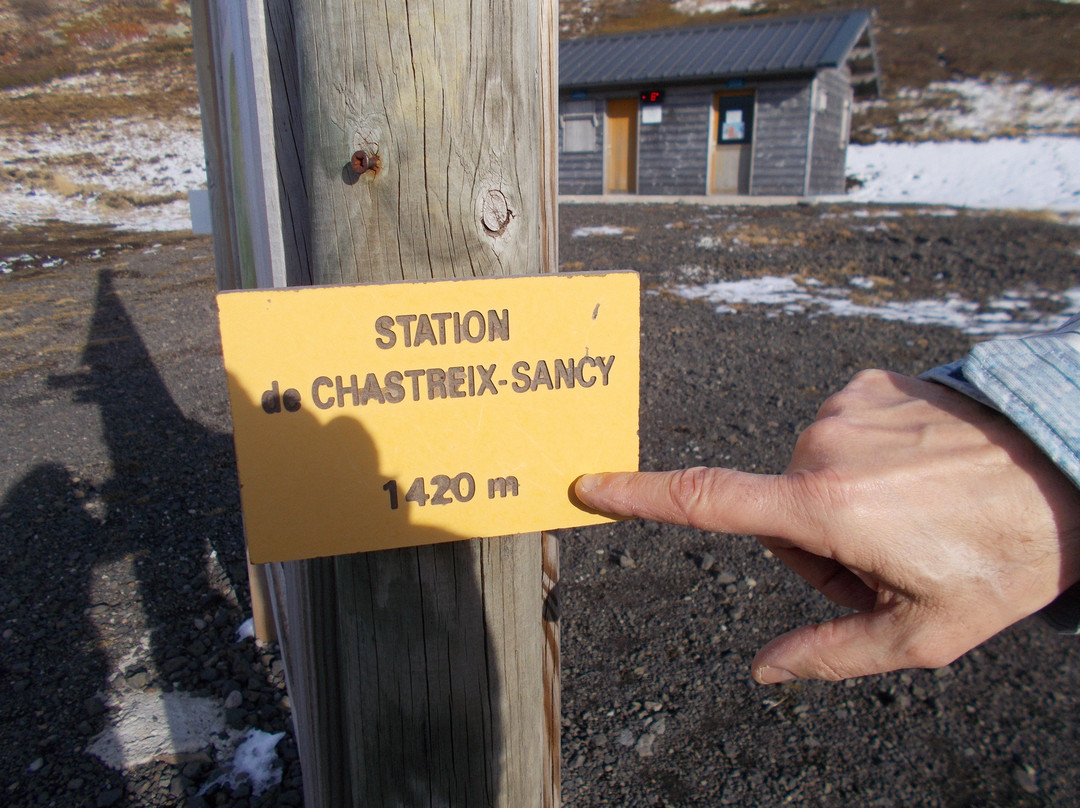 STATION
de CHASTREIX-SANCY
1420 m